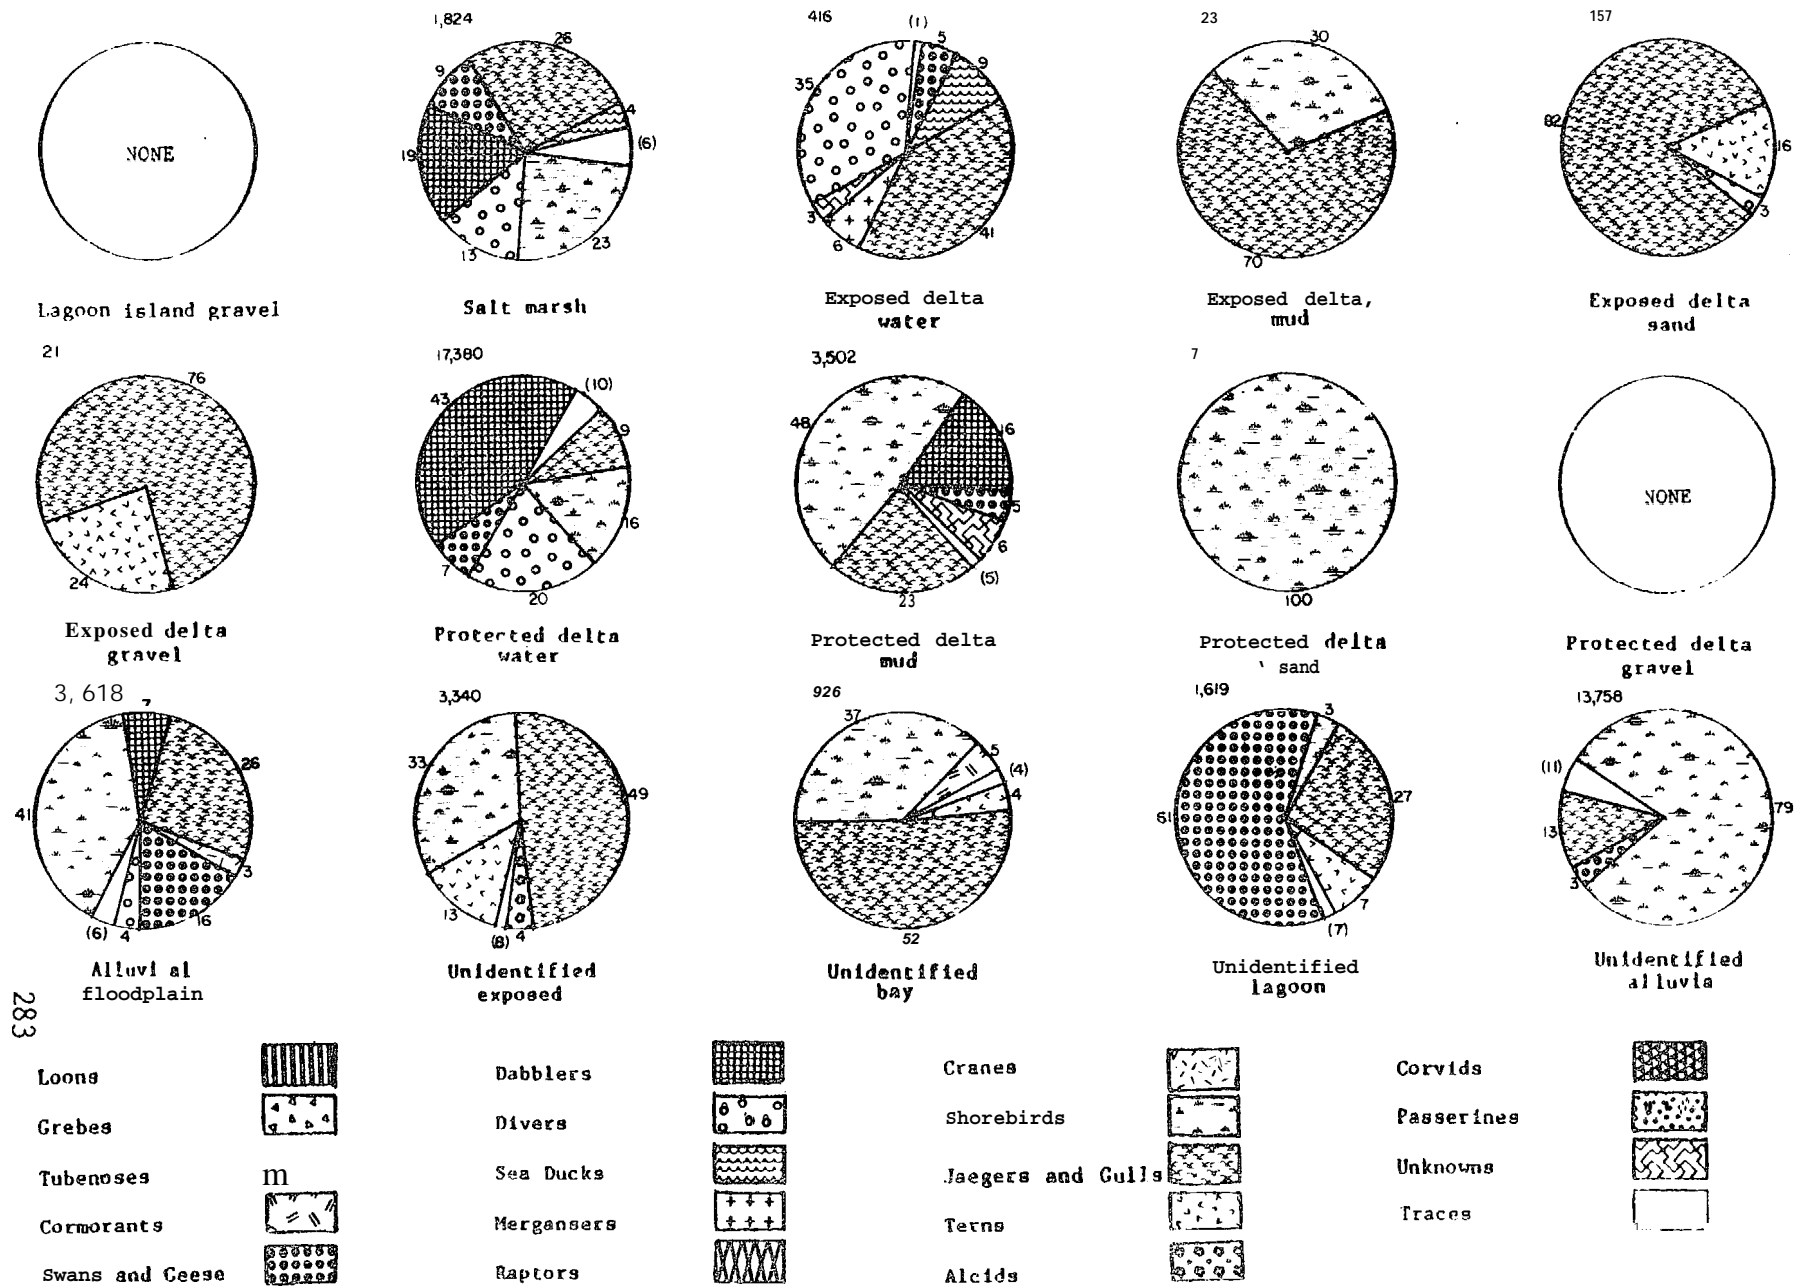 1,824
26
9
4
(6)
19
13
23
NONE
Lagoon island gravel
Salt marsh
416
(1)
5
9
35
3
6
41
Exposed delta
water
23
30
70
Exposed delta,
mud
157
82
16
3
Exposed delta
sand
21
76
24
Exposed delta
gravel
17,380
(10)
43
9
16
7
20
Protected delta
water
3,502
48
16
5
6
(5)
23
Protected delta
mud
7
100
Protected delta
sand
NONE
Protected delta
gravel
3,618
7
26
41
3
16
(6)
4
Alluvial
floodplain
3,340
33
49
13
(8)
4
Unidentified
exposed
926
37
5
(4)
4
52
Unidentified
bay
1,619
3
27
61
7
(7)
Unidentified
lagoon
13,758
(11)
79
13
3
Unidentified
alluvia
283
Loons
Grebes
Tubenoses m
Cormorants
Swans and Geese
Dabblers
Divers
Sea Ducks
Mergansers
Raptors
Cranes
Shorebirds
Jaegers and Gulls
Terns
Alcids
Corvids
Passerines
Unknowns
Traces